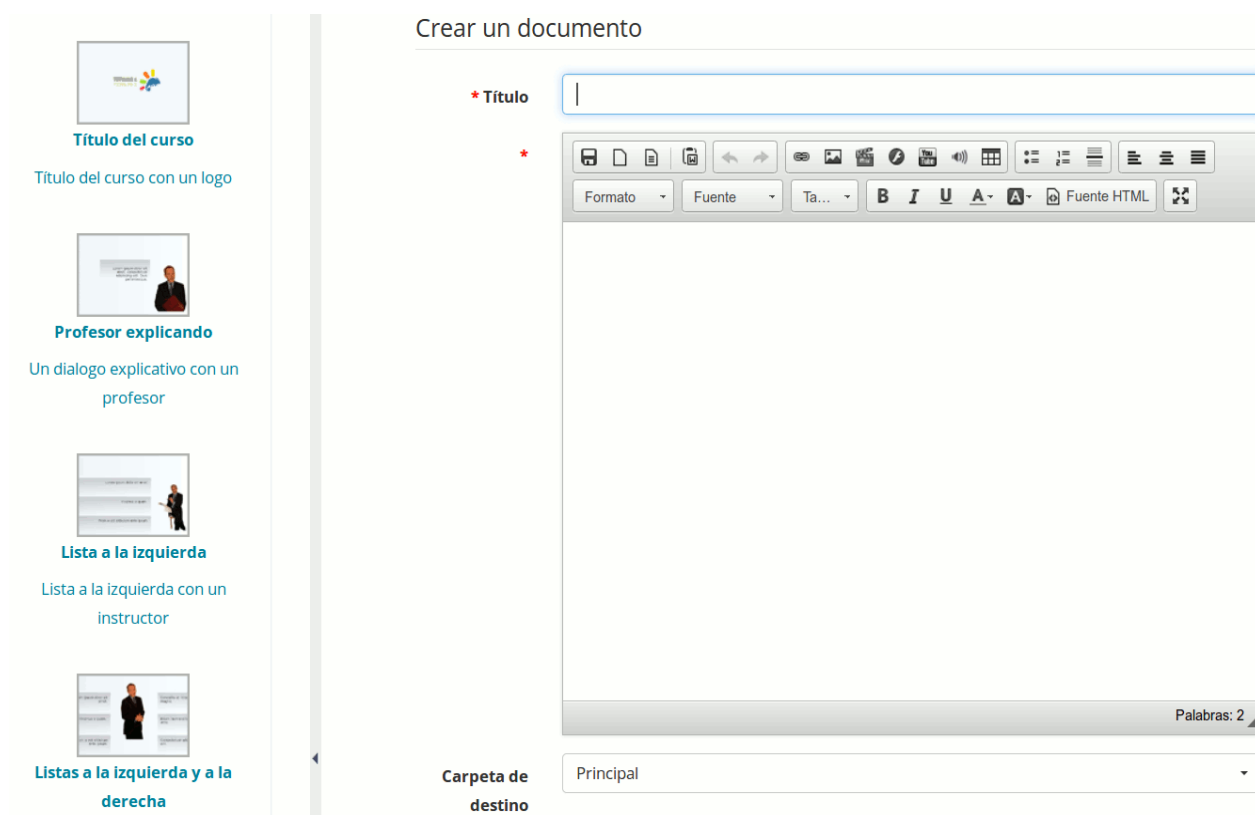 Título del curso
Título del curso con un logo
Profesor explicando
Un dialogo explicativo con un
profesor
Lista a la izquierda
Lista a la izquierda con un
instructor
Listas a la izquierda y a la
derecha
Crear un documento
* Título
*
Formato
Fuente
Ta...
B I U A A Fuente HTML
Palabras: 2
Carpeta de
destino
Principal